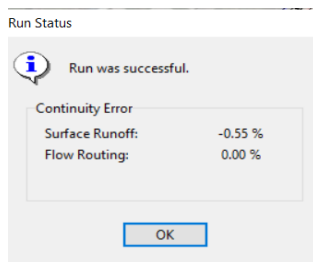 Run Status
Run was successful.
Continuity Error
Surface Runoff: -0.55 %
Flow Routing: 0.00 %
OK